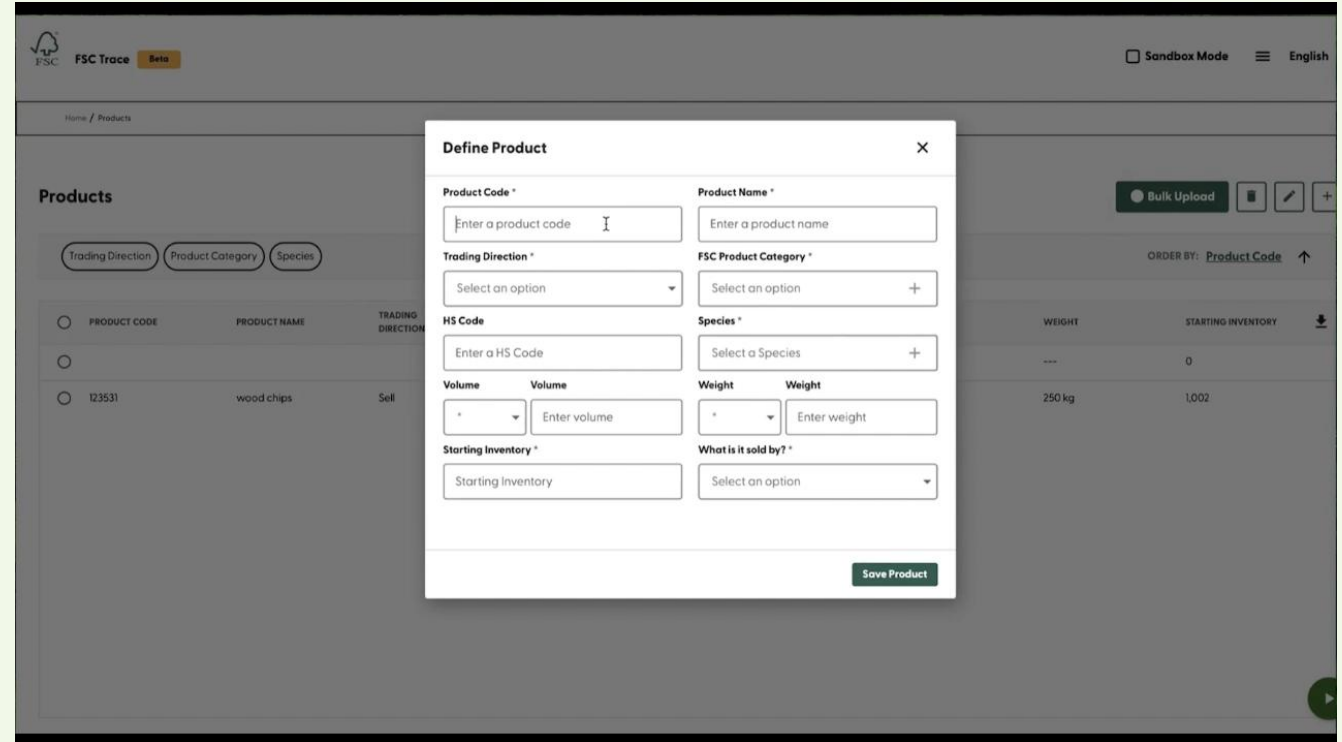 FSC
FSC Trace Beta
Sandbox Mode English
Home / Products
Define Product
Products
Bulk Upload
Product Code *
Product Name *
Enter a product code
Enter a product name
Trading Direction Product Category Species
ORDER BY: Product Code
Trading Direction *
FSC Product Category *
Select an option
Select an option
PRODUCT CODE PRODUCT NAME TRADING DIRECTION WEIGHT STARTING INVENTORY
HS Code
Species *
Enter a HS Code
Select a Species
--- 0
Volume Volume
Weight Weight
* Enter volume
* Enter weight
123531 wood chips Sell 250 kg 1,002
Starting Inventory *
What is it sold by? *
Starting Inventory
Select an option
Save Product